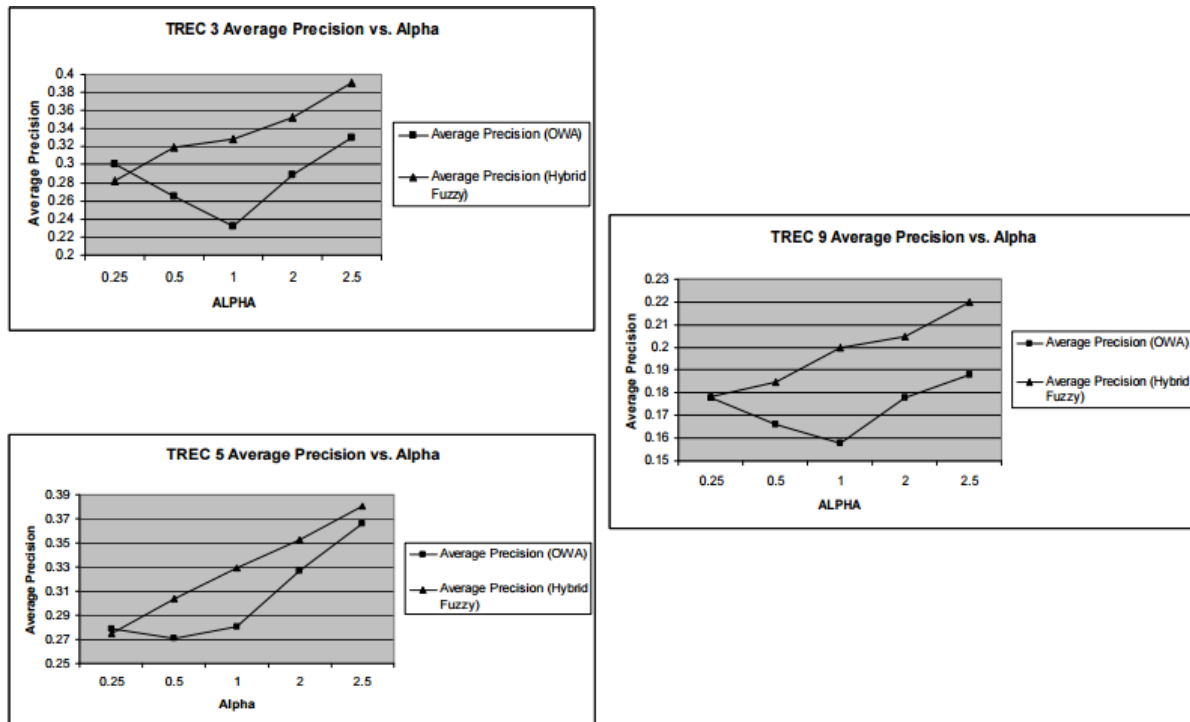 TREC 3 Average Precision vs. Alpha
Average Precision
0.4
0.38
0.36
0.34
0.32
0.3
0.28
0.26
0.24
0.22
0.2
0.25 0.5 1 2 2.5
ALPHA
Average Precision (OWA)
Average Precision (Hybrid
Fuzzy)
TREC 9 Average Precision vs. Alpha
Average Precision
0.23
0.22
0.21
0.2
0.19
0.18
0.17
0.16
0.15
0.25 0.5 1 2 2.5
ALPHA
Average Precision (OWA)
Average Precision (Hybrid
Fuzzy)
TREC 5 Average Precision vs. Alpha
Average Precision
0.39
0.37
0.35
0.33
0.31
0.29
0.27
0.25
0.25 0.5 1 2 2.5
Alpha
Average Precision (OWA)
Average Precision (Hybrid
Fuzzy)